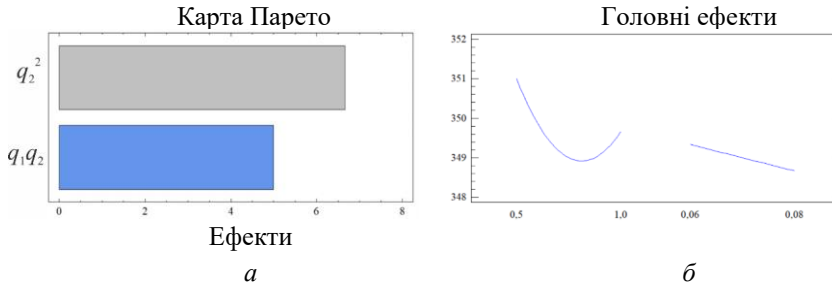 Карта Парето
q₂²
q₁q₂
0 2 4 6 8
Ефекти
а
Головні ефекти
352
351
350
349
348
0,5 1,0 0,06 0,08
б